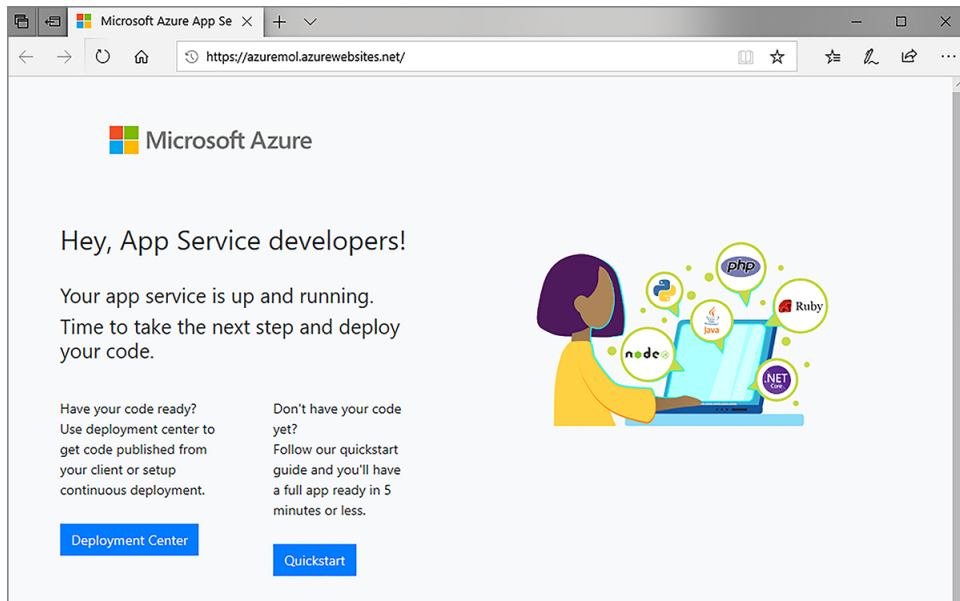 Microsoft Azure App Se
https://azuremol.azurewebsites.net/
Microsoft Azure
Hey, App Service developers!
Your app service is up and running.
Time to take the next step and deploy
your code.
Have your code ready?
Use deployment center to
get code published from
your client or setup
continuous deployment.
Deployment Center
Don't have your code
yet?
Follow our quickstart
guide and you'll have
a full app ready in 5
minutes or less.
Quickstart
php
Ruby
Java
node
.NET
Core